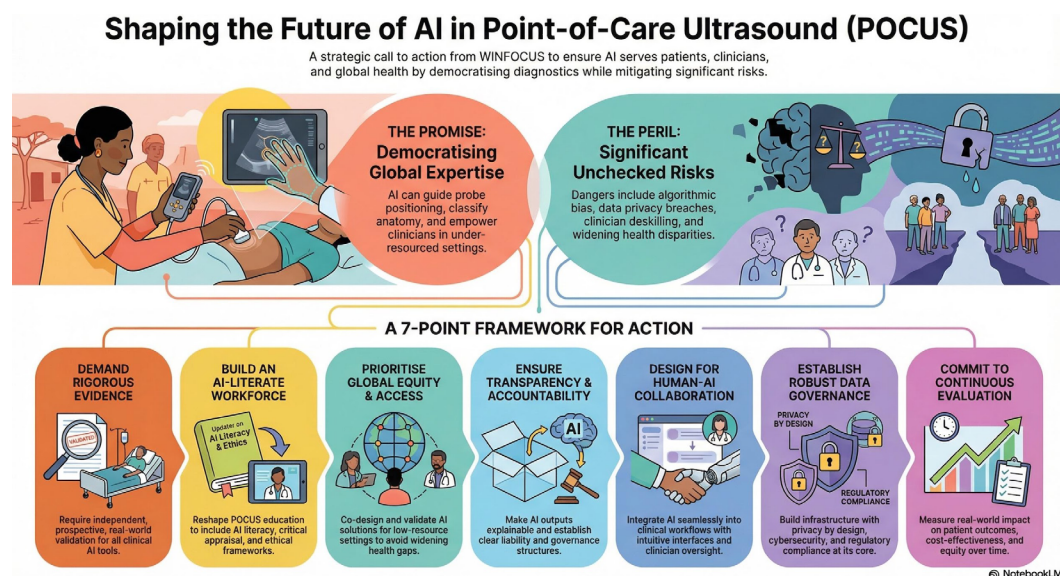 Shaping the Future of AI in Point-of-Care Ultrasound (POCUS)
A strategic call to action from WINFOCUS to ensure AI serves patients, clinicians,
and global health by democratising diagnostics while mitigating significant risks.
THE PROMISE:
Democratising
Global Expertise
AI can guide probe
positioning, classify
anatomy, and empower
clinicians in under-
resourced settings.
THE PERIL:
Significant
Unchecked Risks
Dangers include algorithmic
bias, data privacy breaches,
clinician deskilling, and
widening health disparities.
?
?
?
?
A 7-POINT FRAMEWORK FOR ACTION
DEMAND
RIGOROUS
EVIDENCE
VALIDATED
Require independent,
prospective, real-world
validation for all clinical
AI tools.
BUILD AN
AI-LITERATE
WORKFORCE
Updater on
AI Literacy
& Ethics
Reshape POCUS education
to include AI literacy, critical
appraisal, and ethical
frameworks.
PRIORITISE
GLOBAL EQUITY
& ACCESS
Co-design and validate AI
solutions for low-resource
settings to avoid widening
health gaps.
ENSURE
TRANSPARENCY &
ACCOUNTABILITY
AI
Make AI outputs
explainable and establish
clear liability and governance
structures.
DESIGN FOR
HUMAN-AI
COLLABORATION
Integrate AI seamlessly into
clinical workflows with
intuitive interfaces and
clinician oversight.
ESTABLISH
ROBUST DATA
GOVERNANCE
PRIVACY
BY DESIGN
REGULATORY
COMPLIANCE
Build infrastructure with
privacy by design,
cybersecurity, and regulatory
compliance at its core.
COMMIT TO
CONTINUOUS
EVALUATION
Measure real-world impact
on patient outcomes,
cost-effectiveness, and
equity over time.
NotebookLM